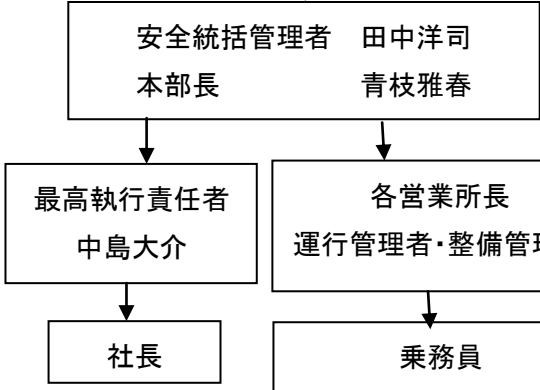 安全統括管理者 田中洋司
本部長 青枝雅春
最高執行責任者
中島大介
各営業所長
運行管理者・整備管理
社長
乗務員